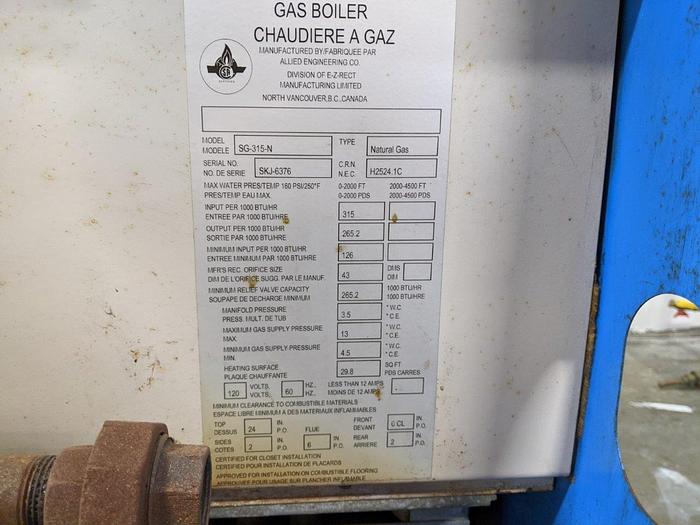 GAS BOILER
CHAUDIERE A GAZ
MANUFACTURED BY/FABRIQUEE PAR
ALLIED ENGINEERING CO.
DIVISION OF E-Z-RECT
MANUFACTURING LIMITED
NORTH VANCOUVER,B.C.,CANADA
MODEL
MODELE SG-315-N TYPE Natural Gas
SERIAL NO. C.R.N.
NO. DE SERIE SKJ-6376 N.E.C. H2524.1C
MAX WATER PRES/TEMP 160 PSI/250°F 0-2000 FT 2000-4500 FT
PRES/TEMP EAU MAX. 0-2000 PDS 2000-4500 PDS
INPUT PER 1000 BTU/HR
ENTREE PAR 1000 BTU/HRE 315
OUTPUT PER 1000 BTU/HR
SORTIE PAR 1000 BTU/HRE 265.2
MINIMUM INPUT PER 1000 BTU/HR
ENTREE MINIMUM PAR 1000 BTU/HRE 126
MFR'S REC. ORIFICE SIZE DMS
DIM DE L'ORIFICE SUGG. PAR LE MANUF. 43 DIM
MINIMUM RELIEF VALVE CAPACITY 1000 BTU/HR
SOUPAPE DE DECHARGE MINIMUM 265.2 1000 BTU/HRE
MANIFOLD PRESSURE " W.C.
PRESS. MULT. DE TUB 3.5 " C.E.
MAXIMUM GAS SUPPLY PRESSURE " W.C.
MAX. 13 " C.E.
MINIMUM GAS SUPPLY PRESSURE " W.C.
MIN. 4.5 " C.E.
HEATING SURFACE SQ FT
PLAQUE CHAUFFANTE 29.8 PDS CARRES
120 VOLTS, 60 HZ., LESS THAN 12 AMPS
VOLTS, HZ., MOINS DE 12 AMPS
MINIMUM CLEARANCE TO COMBUSTIBLE MATERIALS
ESPACE LIBRE MINIMUM A DES MATERIAUX INFLAMMABLES
TOP 24 IN. FRONT IN.
DESSUS P.O. FLUE DEVANT CL P.O.
SIDES 2 IN. 6 IN. REAR 2 IN.
COTES P.O. P.O. ARRIERE P.O.
CERTIFIED FOR CLOSET INSTALLATION
CERTIFIED POUR INSTALLATION DE PLACARDS
APPROVED FOR INSTALLATION ON COMBUSTIBLE FLOORING
APPROUVEE POUR USAGE SUR PLANCHER INFLAMABLE